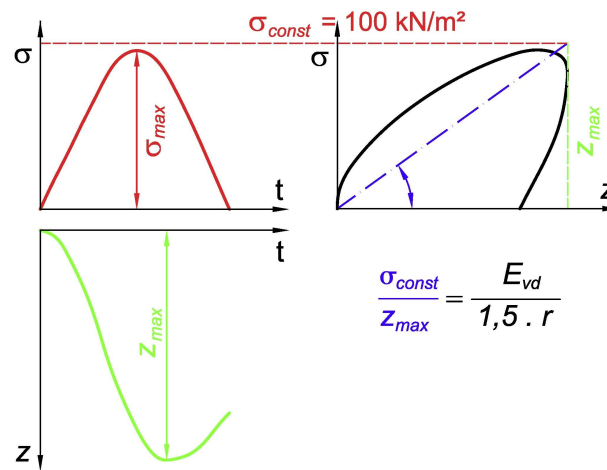 σconst = 100 kN/m²
σ
σmax
t
σ
zmax
z
t
zmax
z
σconst / zmax = Evd / 1,5 . r